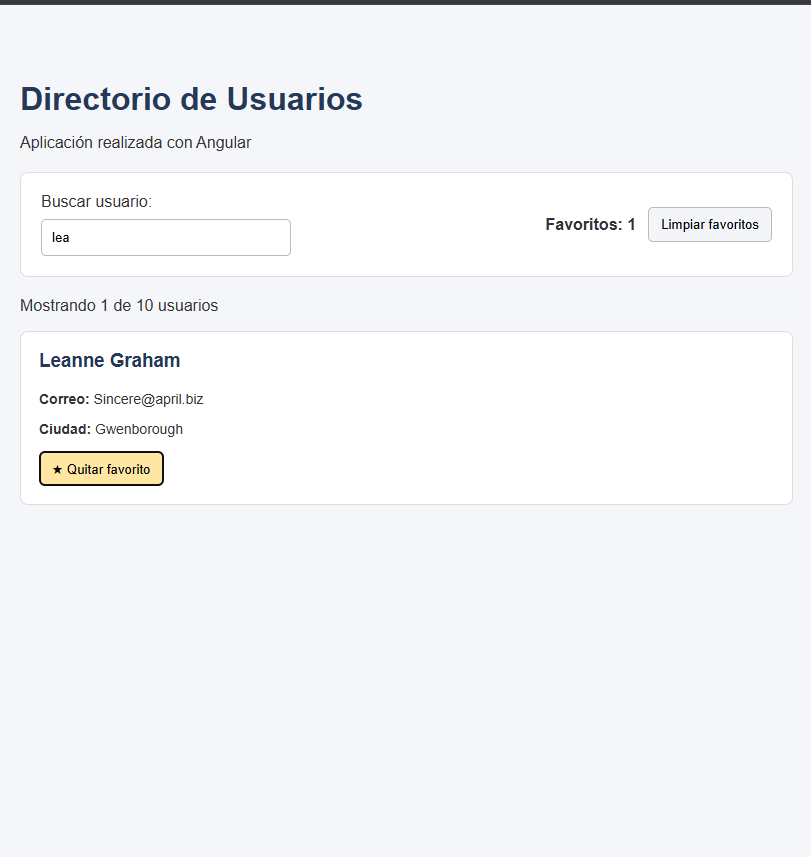 Directorio de Usuarios
Aplicación realizada con Angular
Buscar usuario:
lea
Favoritos: 1
Limpiar favoritos
Mostrando 1 de 10 usuarios
Leanne Graham
Correo: Sincere@april.biz
Ciudad: Gwenborough
★ Quitar favorito